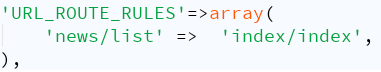 'URL_ROUTE_RULES'=>array(
    'news/list' =>  'index/index',
),